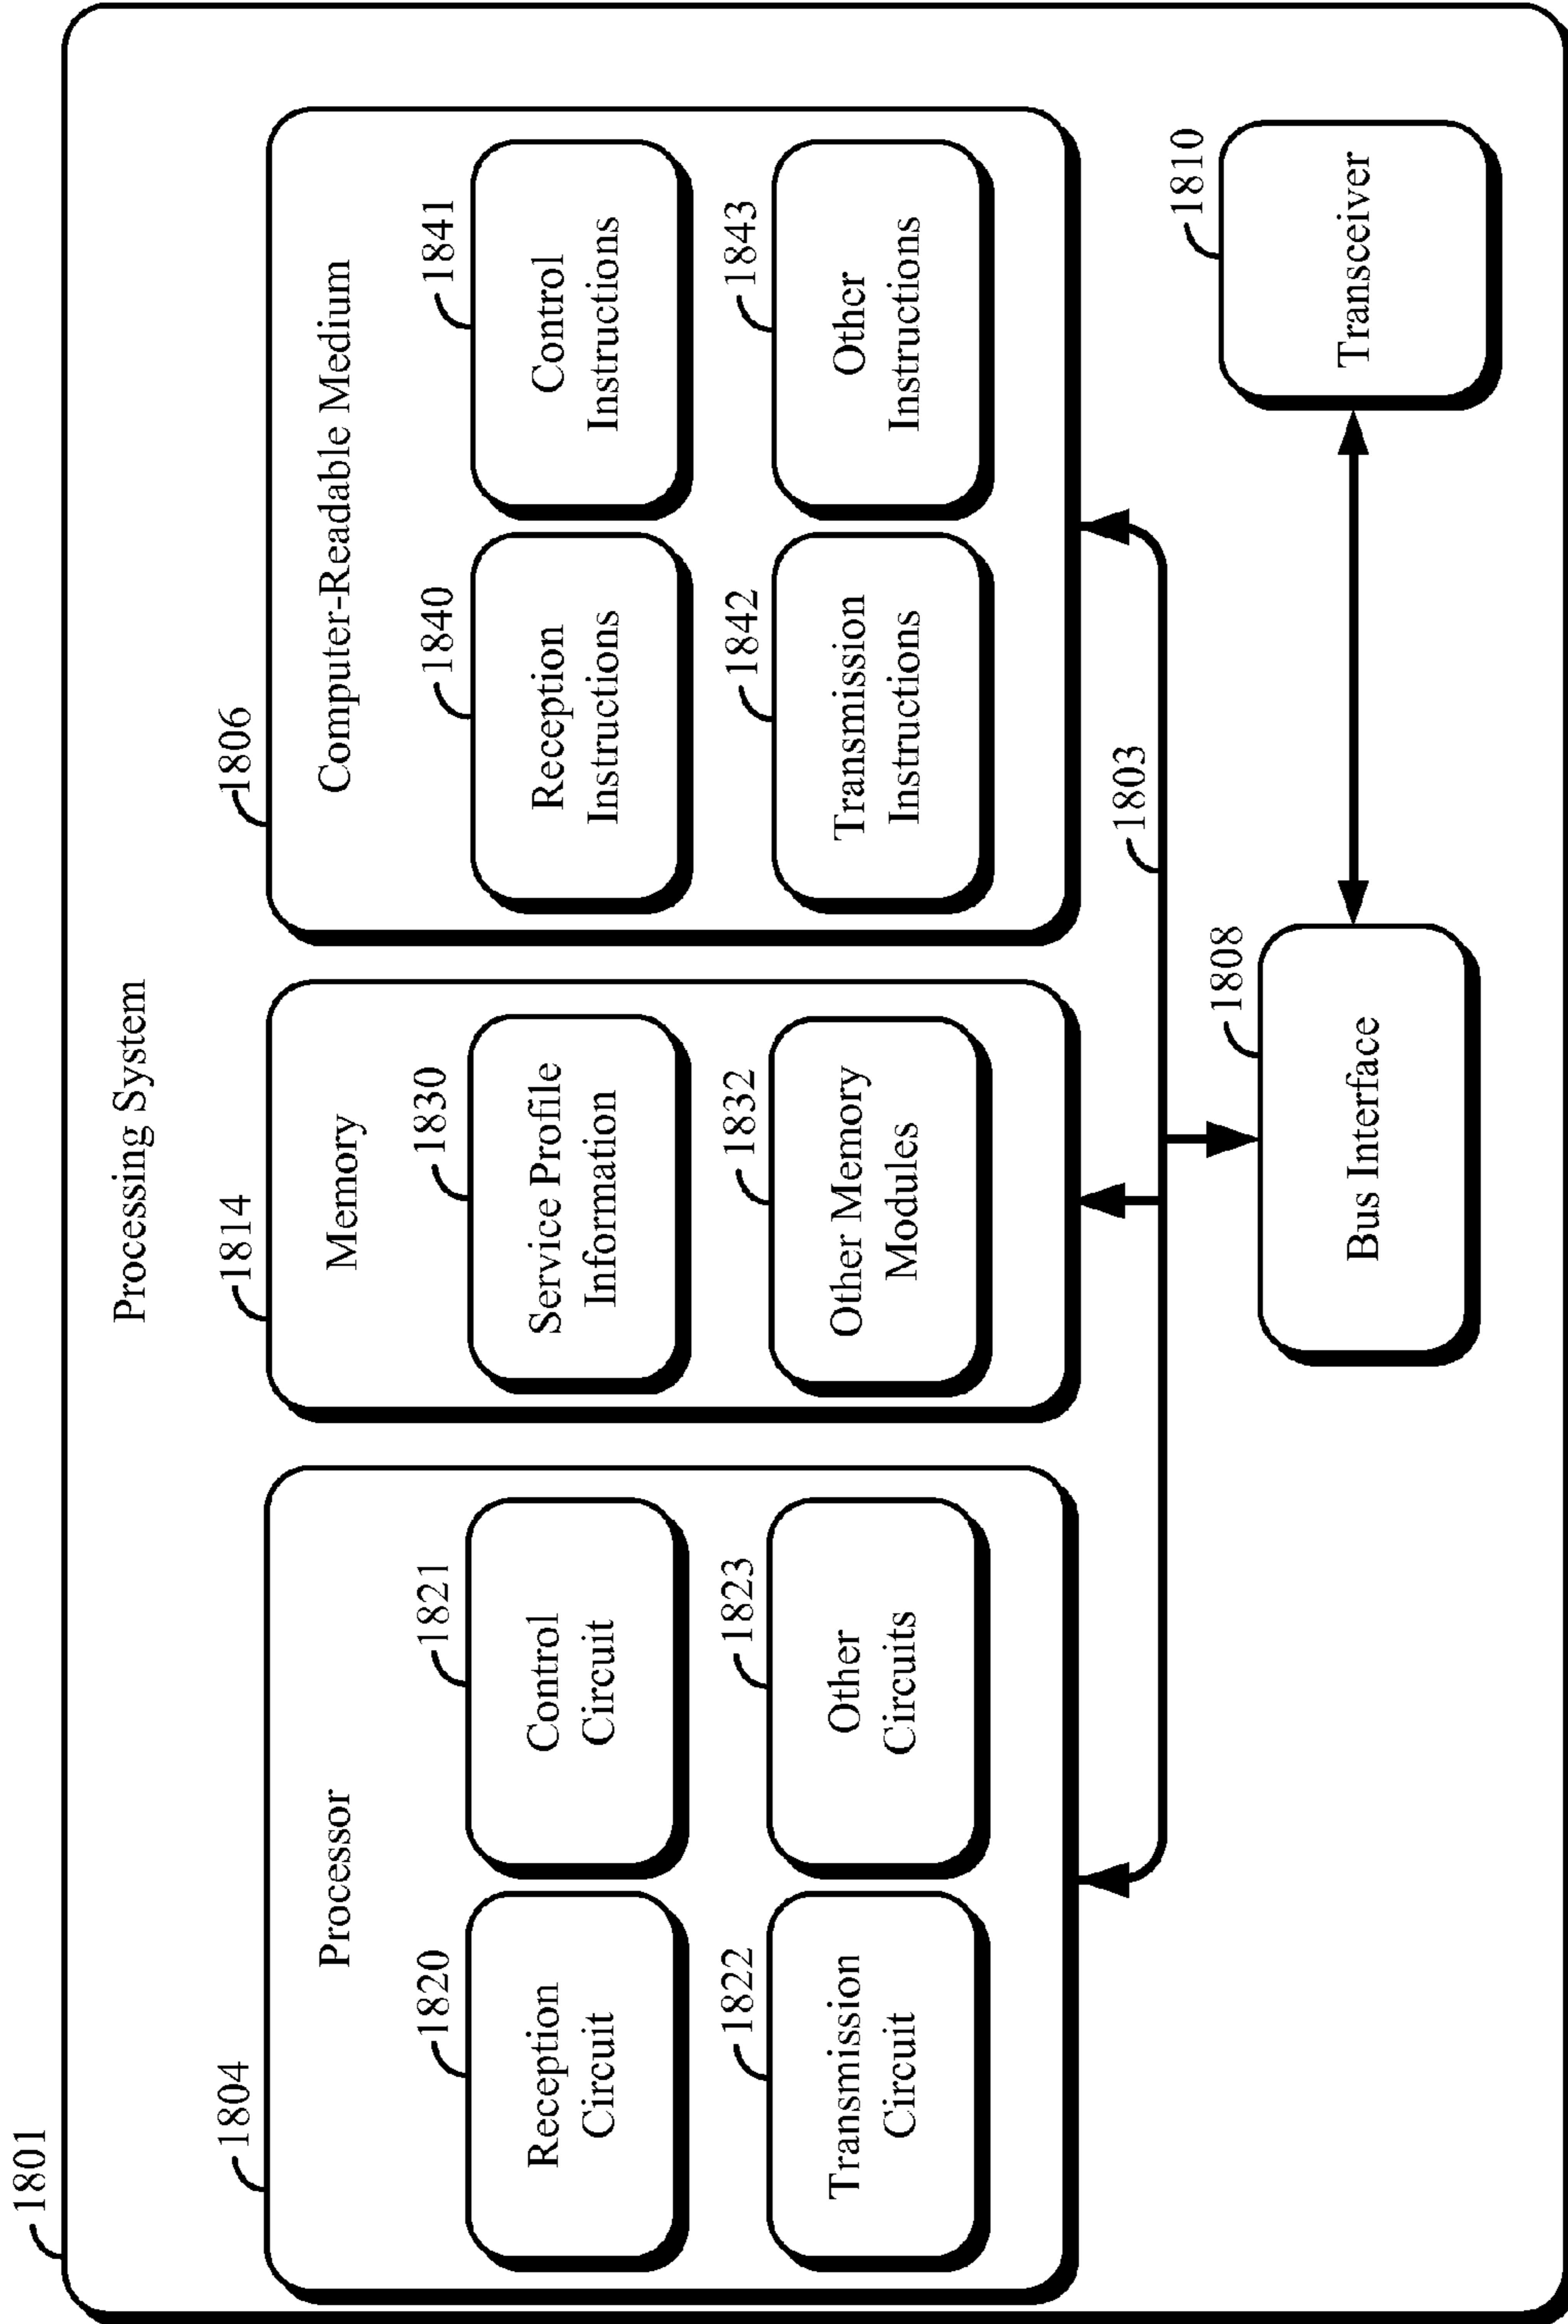 1801
Processing System
1804
Processor
1820
Reception
Circuit
1821
Control
Circuit
1822
Transmission
Circuit
1823
Other
Circuits
1814
Memory
1830
Service Profile
Information
1832
Other Memory
Modules
1806
Computer-Readable Medium
1840
Reception
Instructions
1841
Control
Instructions
1842
Transmission
Instructions
1843
Other
Instructions
1803
1808
Bus Interface
1810
Transceiver